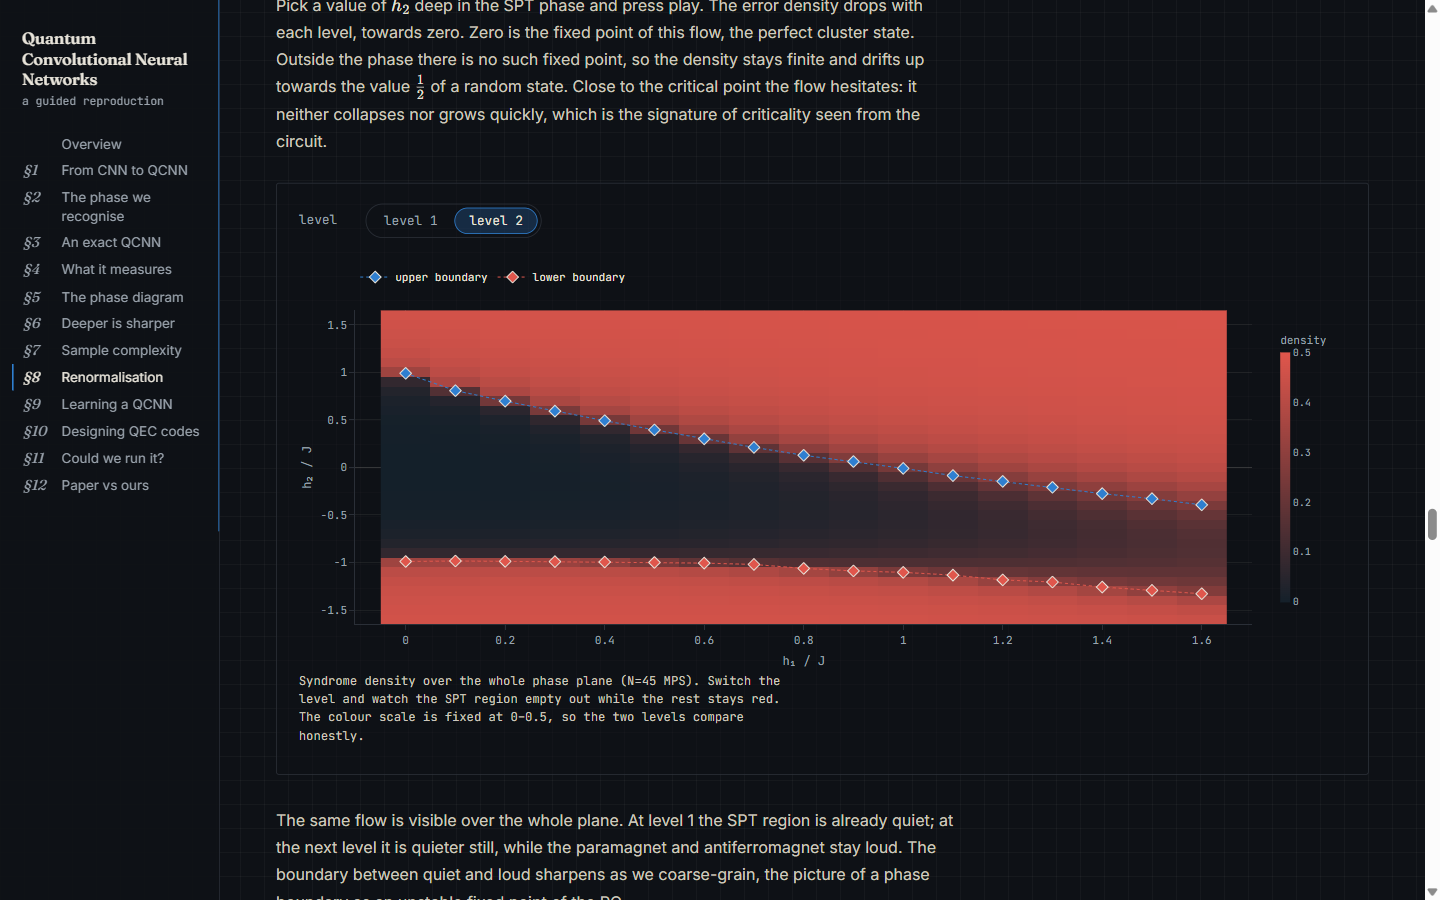 Quantum
Convolutional Neural
Networks
a guided reproduction
Overview
§1 From CNN to QCNN
§2 The phase we
recognise
§3 An exact QCNN
§4 What it measures
§5 The phase diagram
§6 Deeper is sharper
§7 Sample complexity
§8 Renormalisation
§9 Learning a QCNN
§10 Designing QEC codes
§11 Could we run it?
§12 Paper vs ours
Pick a value of h₂ deep in the SPT phase and press play. The error density drops with
each level, towards zero. Zero is the fixed point of this flow, the perfect cluster state.
Outside the phase there is no such fixed point, so the density stays finite and drifts up
towards the value 1/2 of a random state. Close to the critical point the flow hesitates: it
neither collapses nor grows quickly, which is the signature of criticality seen from the
circuit.
level level 1 level 2
upper boundary lower boundary
density
0.5
0.4
0.3
0.2
0.1
0
h₂ / J
1.5
1
0.5
0
-0.5
-1
-1.5
0 0.2 0.4 0.6 0.8 1 1.2 1.4 1.6
h₁ / J
Syndrome density over the whole phase plane (N=45 MPS). Switch the
level and watch the SPT region empty out while the rest stays red.
The colour scale is fixed at 0–0.5, so the two levels compare
honestly.
The same flow is visible over the whole plane. At level 1 the SPT region is already quiet; at
the next level it is quieter still, while the paramagnet and antiferromagnet stay loud. The
boundary between quiet and loud sharpens as we coarse-grain, the picture of a phase
boundary as an unstable fixed point of the RG.